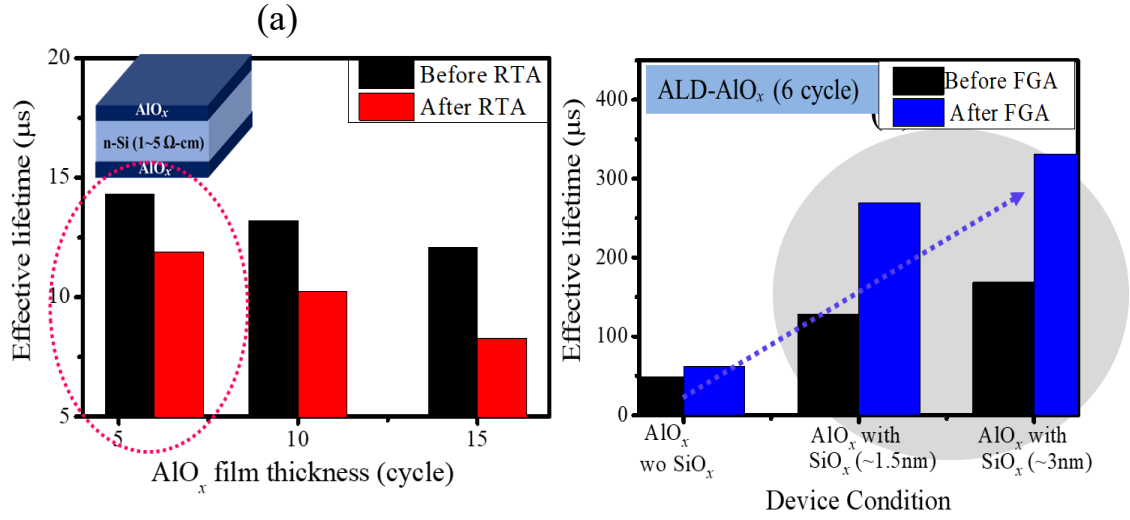 (a)
20
15
10
5
Effective lifetime (μs)
AlOₓ
n-Si (1~5 Ω-cm)
AlOₓ
Before RTA
After RTA
5
10
15
AlOₓ film thickness (cycle)
400
300
200
100
0
Effective lifetime (μs)
ALD-AlOₓ (6 cycle)
Before FGA
After FGA
AlOₓ
wo SiOₓ
AlOₓ with
SiOₓ (~1.5nm)
AlOₓ with
SiOₓ (~3nm)
Device Condition